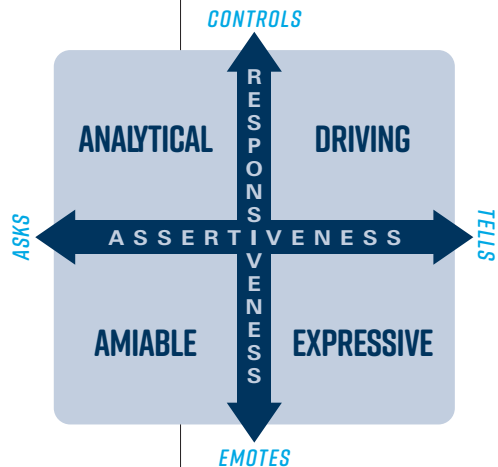 CONTROLS
RESPONSIVENESS
ANALYTICAL
DRIVING
ASKS
ASSERTIVENESS
TELLS
AMIABLE
EXPRESSIVE
EMOTES